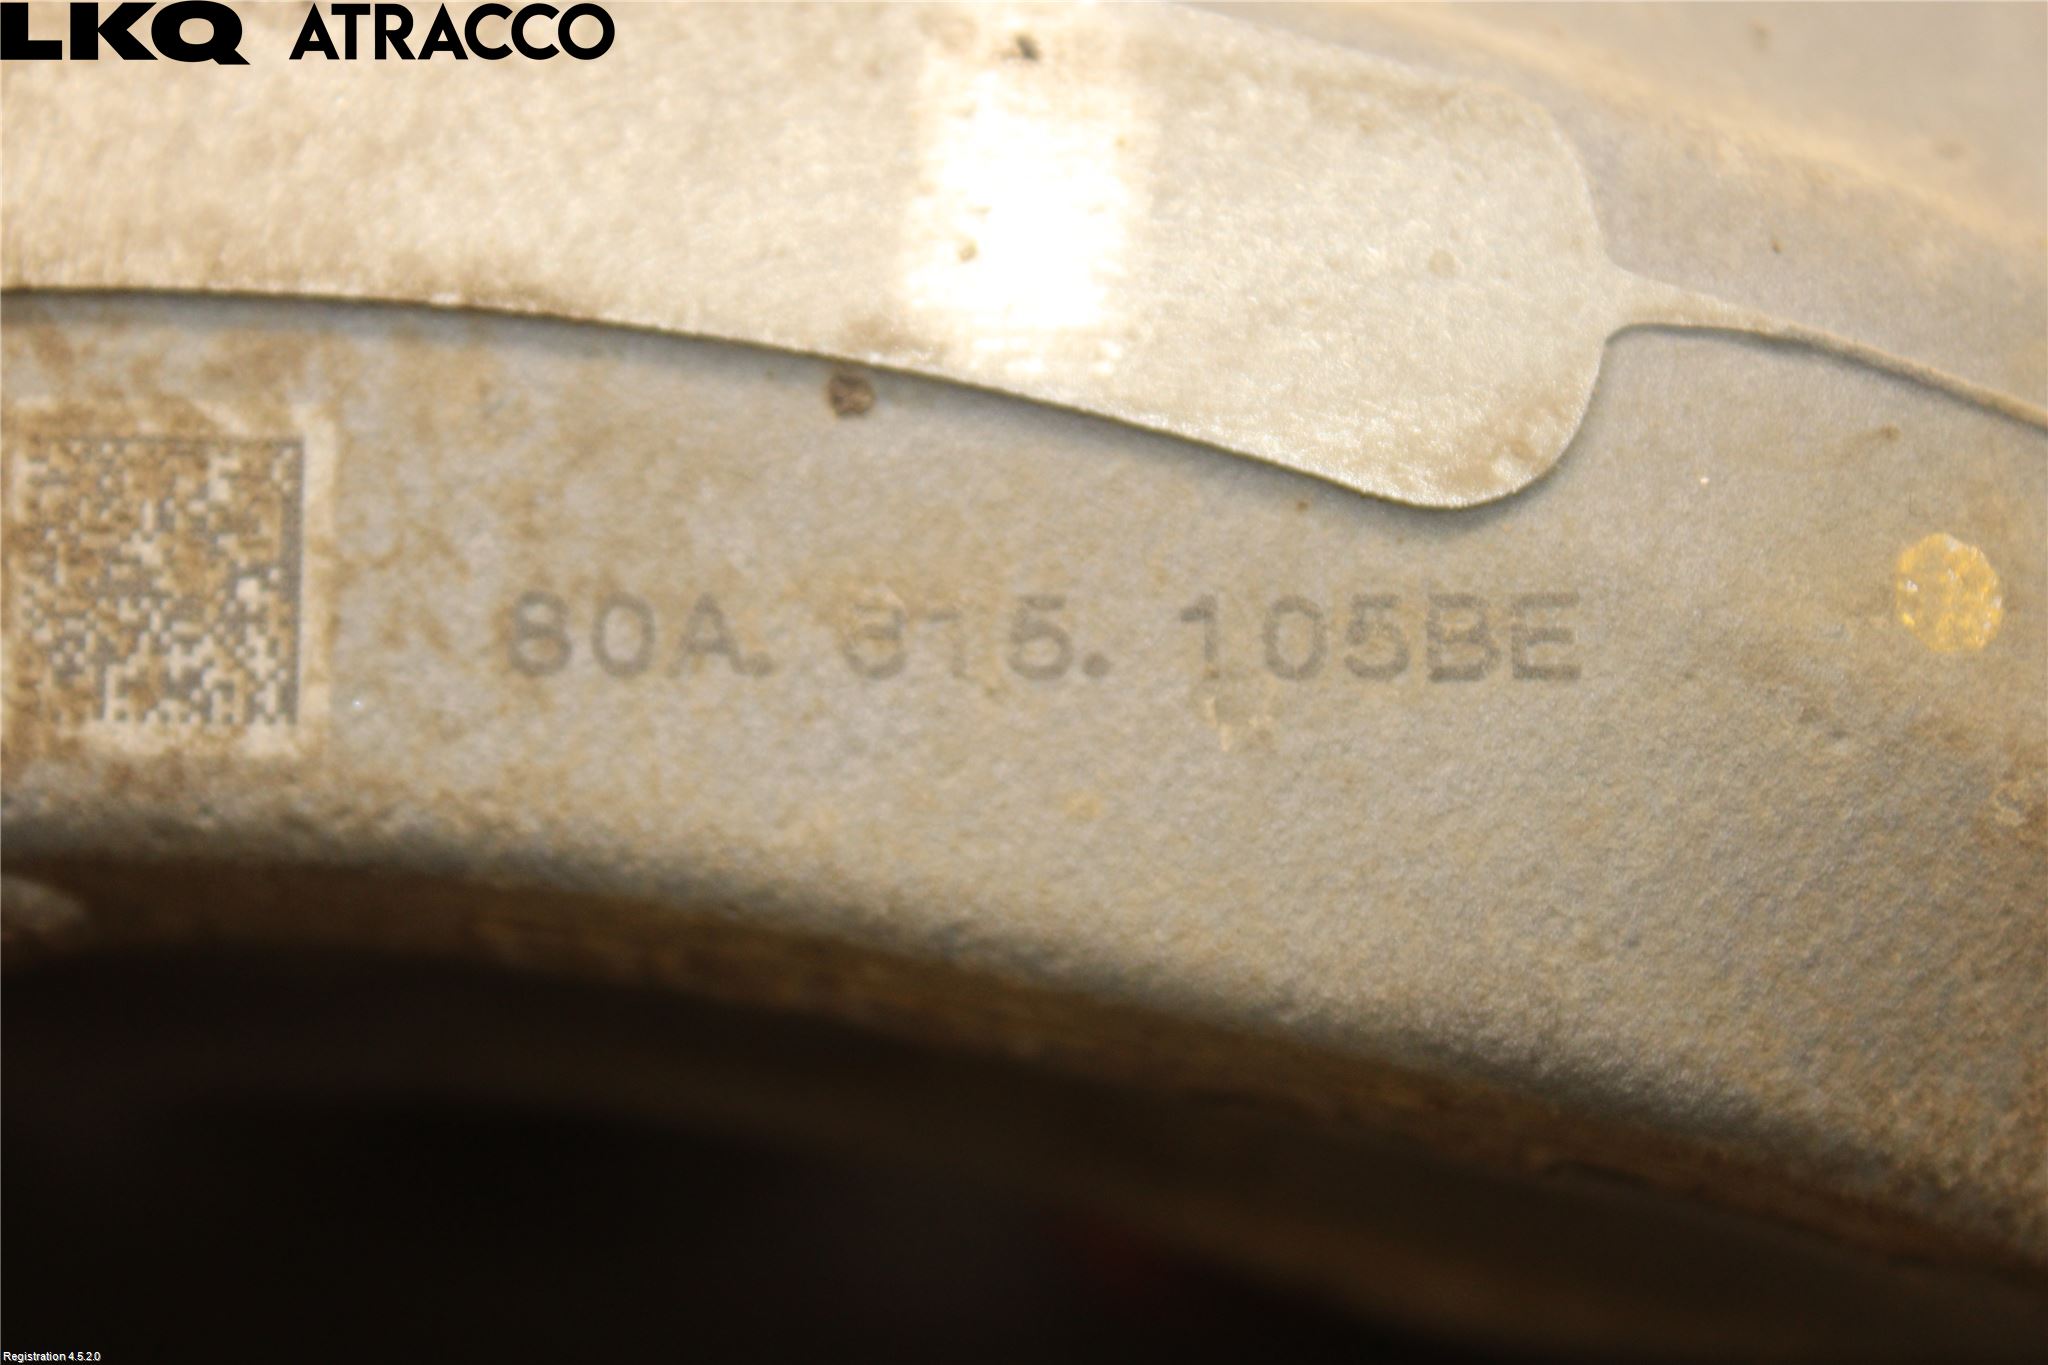 LKQ ATRACCO
80A. 615. 105BE
Registration 4.5.2.0